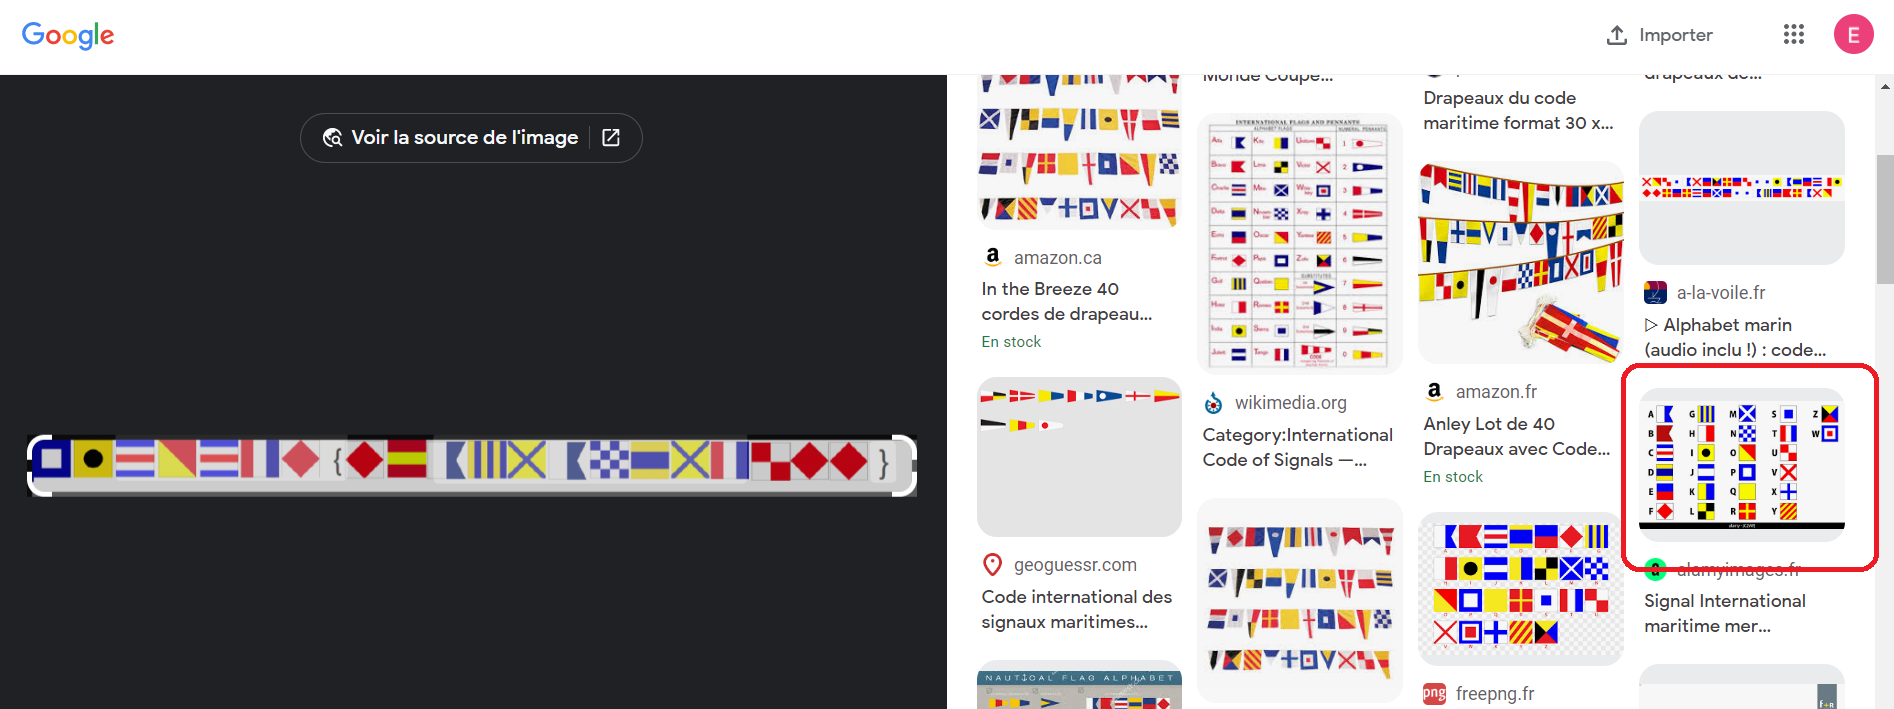 Google
Importer
E
Voir la source de l'image
{
}
amazon.ca
In the Breeze 40
cordes de drapeau...
En stock
geoguessr.com
Code international des
signaux maritimes...
NAUTICAL FLAG ALPHABET
Monde Coupe...
INTERNATIONAL FLAGS AND PENNANTS
ALPHABET FLAGS
NUMERAL PENNANTS
wikimedia.org
Category:International
Code of Signals —...
Drapeaux du code
maritime format 30 x...
amazon.fr
Anley Lot de 40
Drapeaux avec Code...
En stock
png
freepng.fr
drapeaux de...
a-la-voile.fr
▷ Alphabet marin
(audio inclu !) : code...
A G M S Z
B H N T W
C I O U
D J P V
E K Q X
F L R Y
a
alamyimages.fr
Signal International
maritime mer...